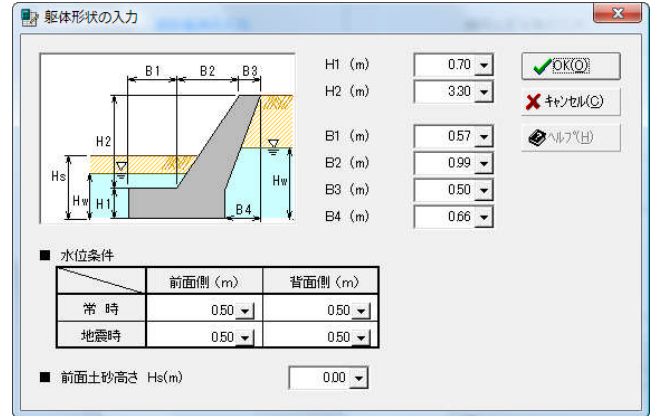 躯体形状の入力
B1 B2 B3
H2
Hs
Hw
H1
Hw
B4
H1 (m) 0.70
H2 (m) 3.30
B1 (m) 0.57
B2 (m) 0.99
B3 (m) 0.50
B4 (m) 0.66
OK(O)
キャンセル(C)
ヘルプ(H)
■ 水位条件
前面側 (m) 背面側 (m)
常 時 0.50 0.50
地震時 0.50 0.50
■ 前面土砂高さ Hs(m) 0.00